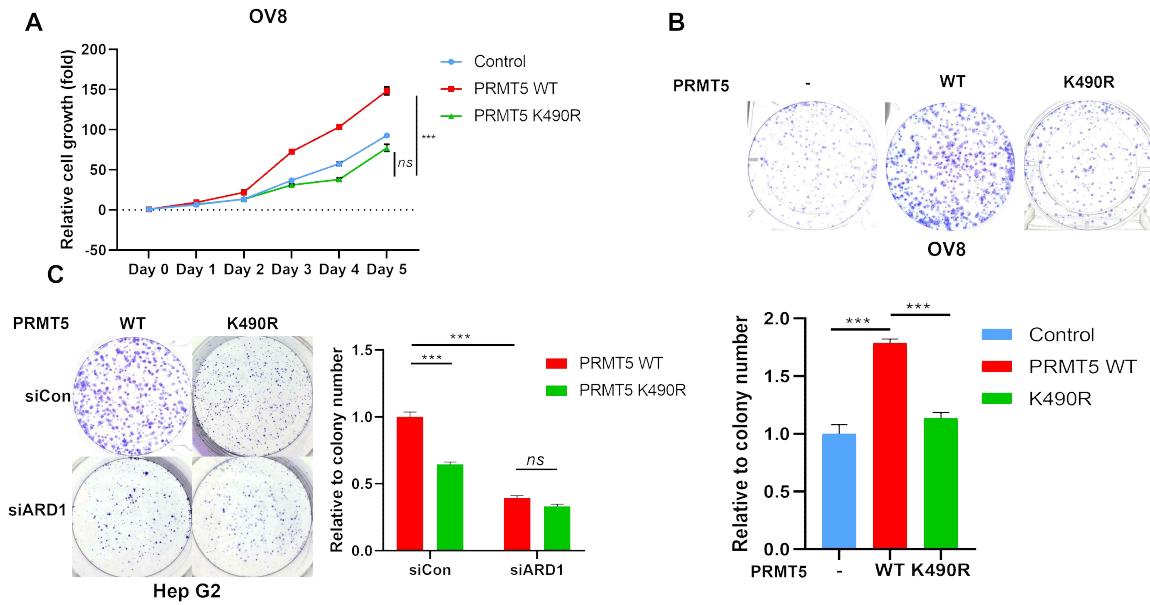 A
OV8
Relative cell growth (fold)
200
150
100
50
0
-50
Day 0 Day 1 Day 2 Day 3 Day 4 Day 5
Control
PRMT5 WT
PRMT5 K490R
ns
***
B
PRMT5 - WT K490R
OV8
Relative to colony number
2.0
1.5
1.0
0.5
0.0
*** ***
PRMT5 - WT K490R
Control
PRMT5 WT
K490R
C
PRMT5 WT K490R
siCon
siARD1
Hep G2
Relative to colony number
1.5
1.0
0.5
0.0
***
***
ns
siCon siARD1
PRMT5 WT
PRMT5 K490R